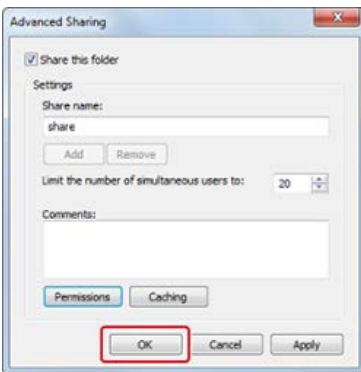 Advanced Sharing
Share this folder
Settings
Share name:
share
Add Remove
Limit the number of simultaneous users to: 20
Comments:
Permissions Caching
OK Cancel Apply